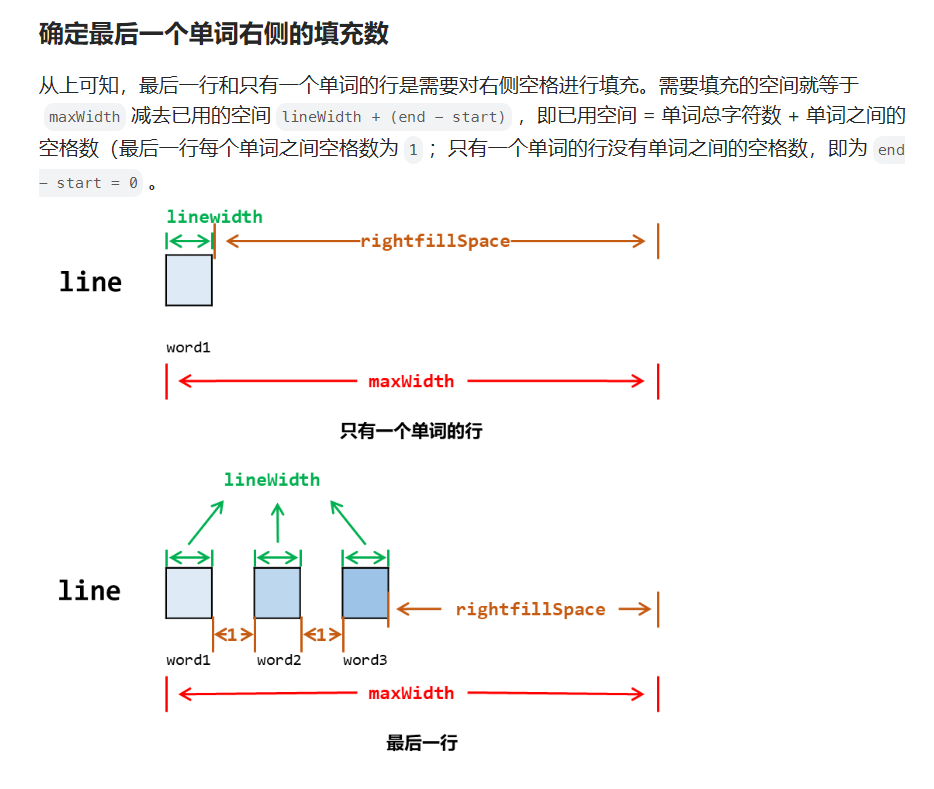 确定最后一个单词右侧的填充数
从上可知，最后一行和只有一个单词的行是需要对右侧空格进行填充。需要填充的空间就等于
maxWidth 减去已用的空间 lineWidth + (end - start) ，即已用空间 = 单词总字符数 + 单词之间的
空格数（最后一行每个单词之间空格数为 1 ；只有一个单词的行没有单词之间的空格数，即为 end
- start = 0 。
linewidth
rightfillSpace
line
word1
maxWidth
只有一个单词的行
lineWidth
line
rightfillSpace
1 1
word1 word2 word3
maxWidth
最后一行